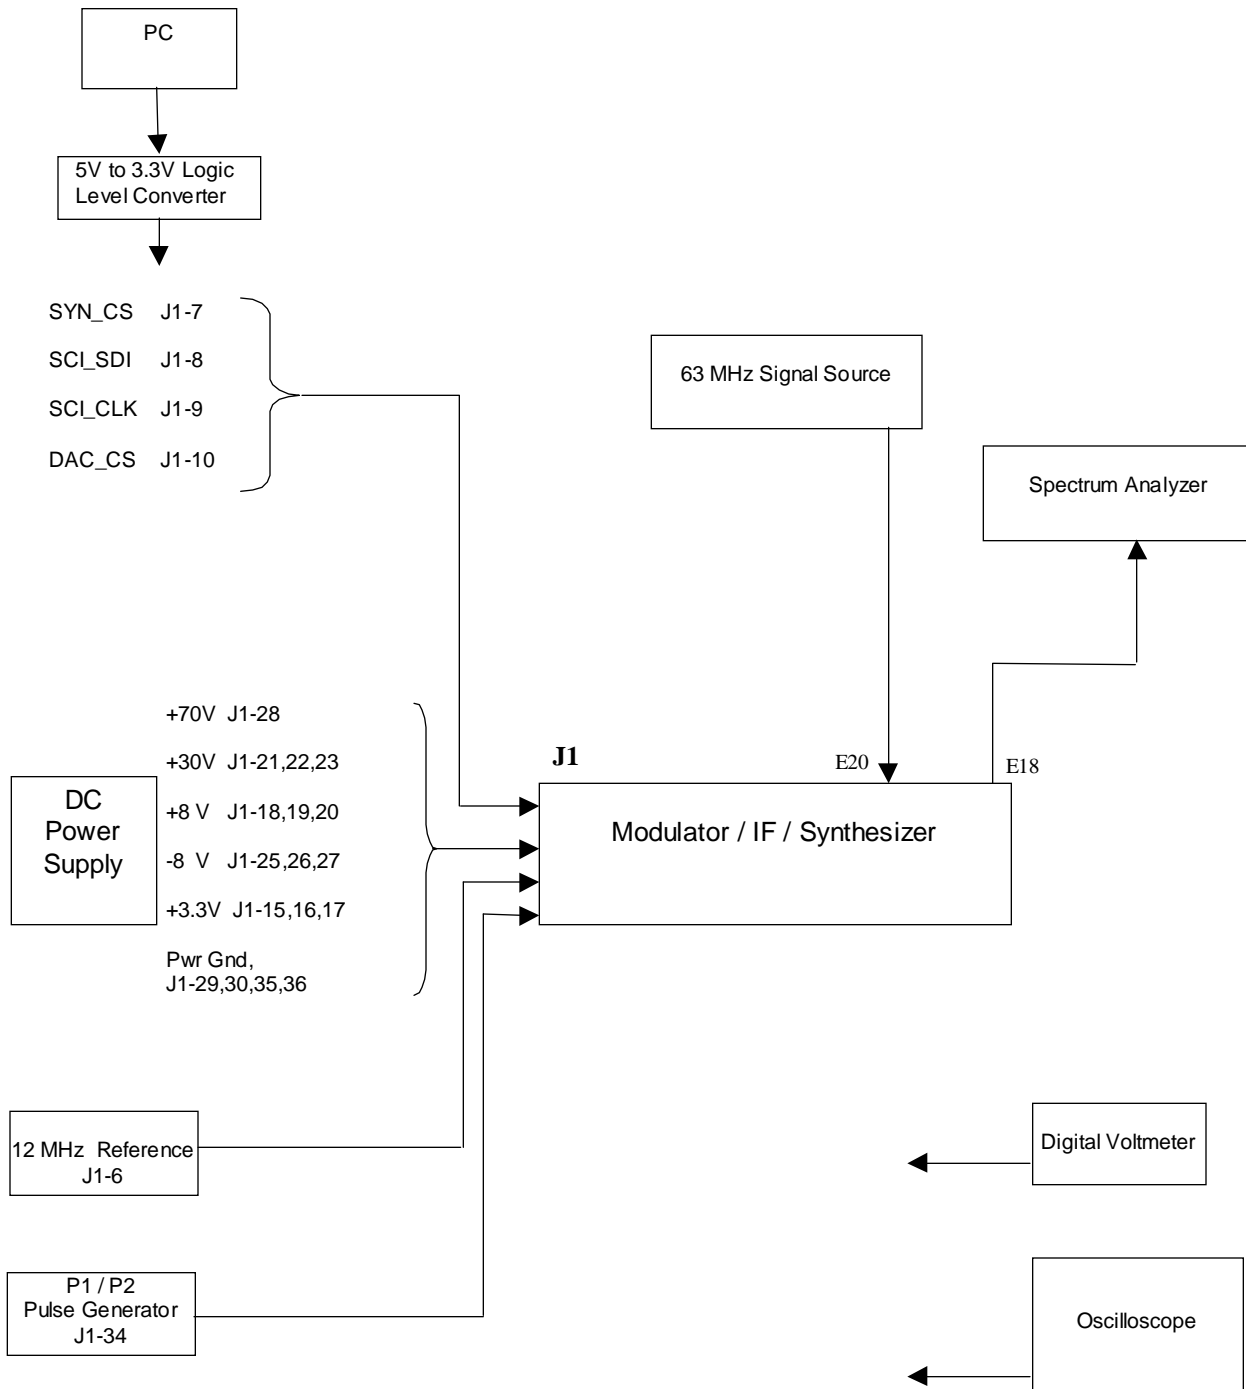 PC
5V to 3.3V Logic
Level Converter
SYN_CS J1-7
SCI_SDI J1-8
SCI_CLK J1-9
DAC_CS J1-10
63 MHz Signal Source
Spectrum Analyzer
+70V J1-28
+30V J1-21,22,23
+8 V J1-18,19,20
-8 V J1-25,26,27
+3.3V J1-15,16,17
Pwr Gnd,
J1-29,30,35,36
DC
Power
Supply
J1
E20
E18
Modulator / IF / Synthesizer
12 MHz Reference
J1-6
Digital Voltmeter
P1 / P2
Pulse Generator
J1-34
Oscilloscope